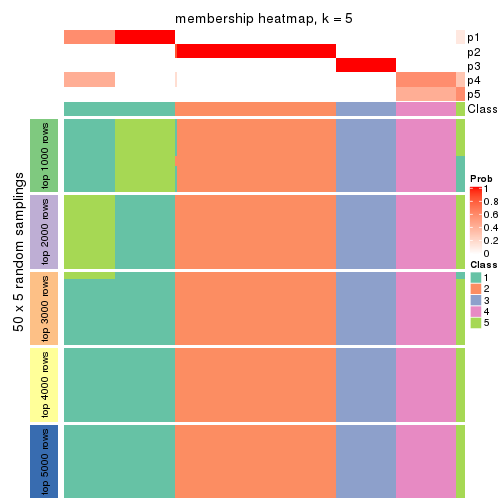 membership heatmap, k = 5
p1
p2
p3
p4
p5
Class
50 x 5 random samplings
top 1000 rows
top 2000 rows
top 3000 rows
top 4000 rows
top 5000 rows
Prob
1
0.8
0.6
0.4
0.2
0
Class
1
2
3
4
5